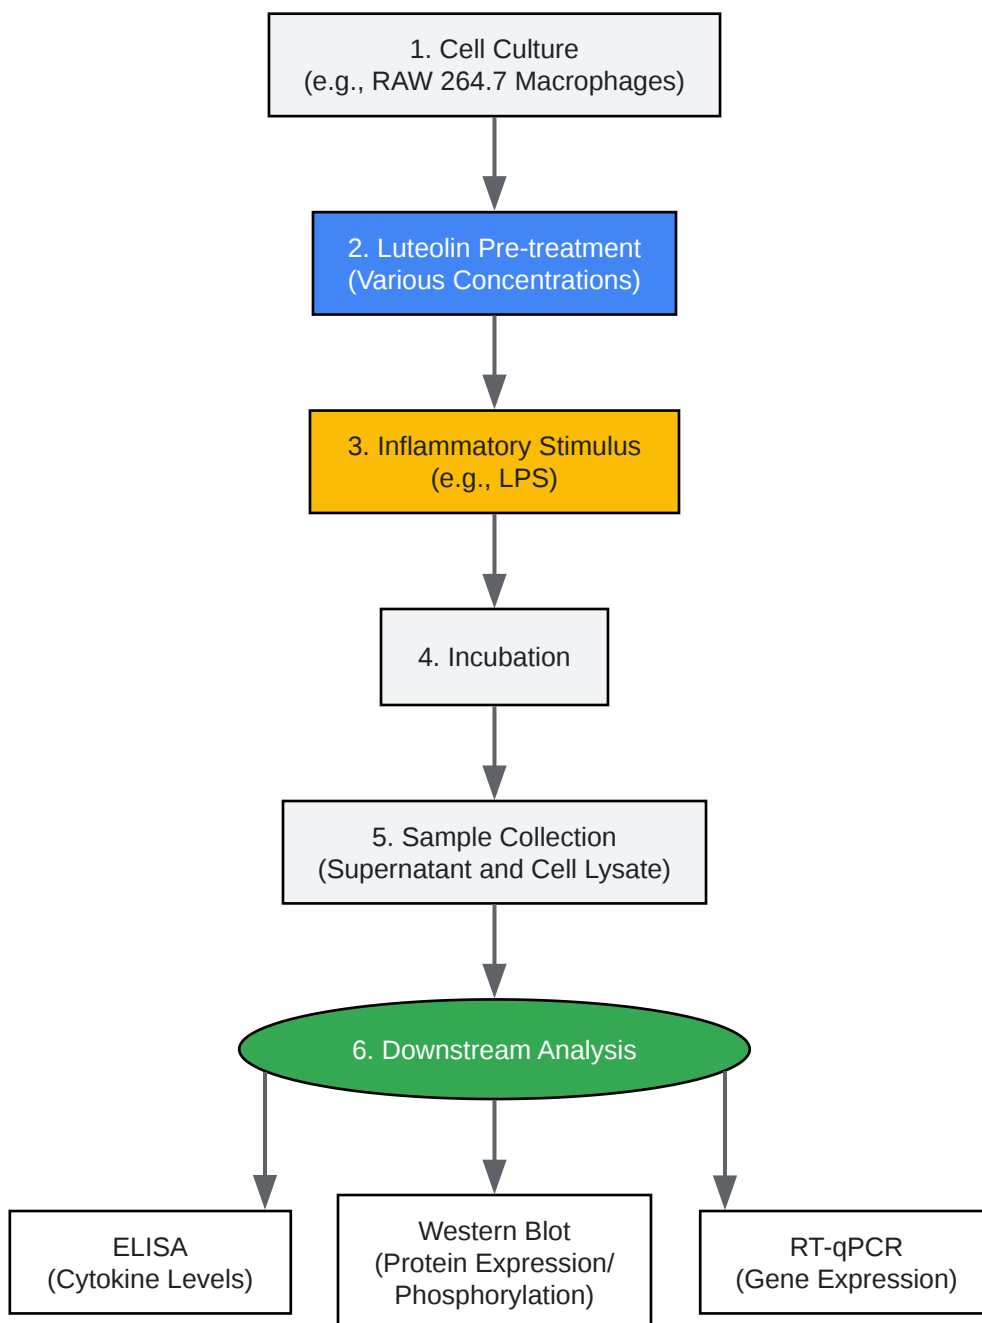 1. Cell Culture
(e.g., RAW 264.7 Macrophages)
2. Luteolin Pre-treatment
(Various Concentrations)
3. Inflammatory Stimulus
(e.g., LPS)
4. Incubation
5. Sample Collection
(Supernatant and Cell Lysate)
6. Downstream Analysis
ELISA
(Cytokine Levels)
Western Blot
(Protein Expression/
Phosphorylation)
RT-qPCR
(Gene Expression)